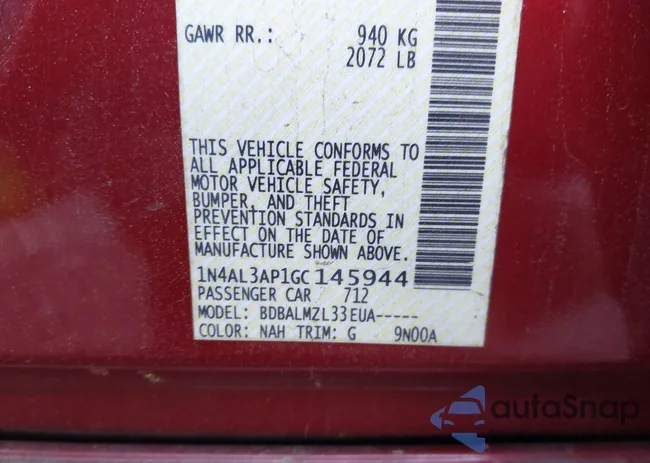 GAWR RR.: 940 KG
2072 LB
THIS VEHICLE CONFORMS TO
ALL APPLICABLE FEDERAL
MOTOR VEHICLE SAFETY,
BUMPER, AND THEFT
PREVENTION STANDARDS IN
EFFECT ON THE DATE OF
MANUFACTURE SHOWN ABOVE.
1N4AL3AP1GC145944
PASSENGER CAR 712
MODEL: BDBALMZL33EUA-----
COLOR: NAH TRIM: G 9N00A
autoSnap